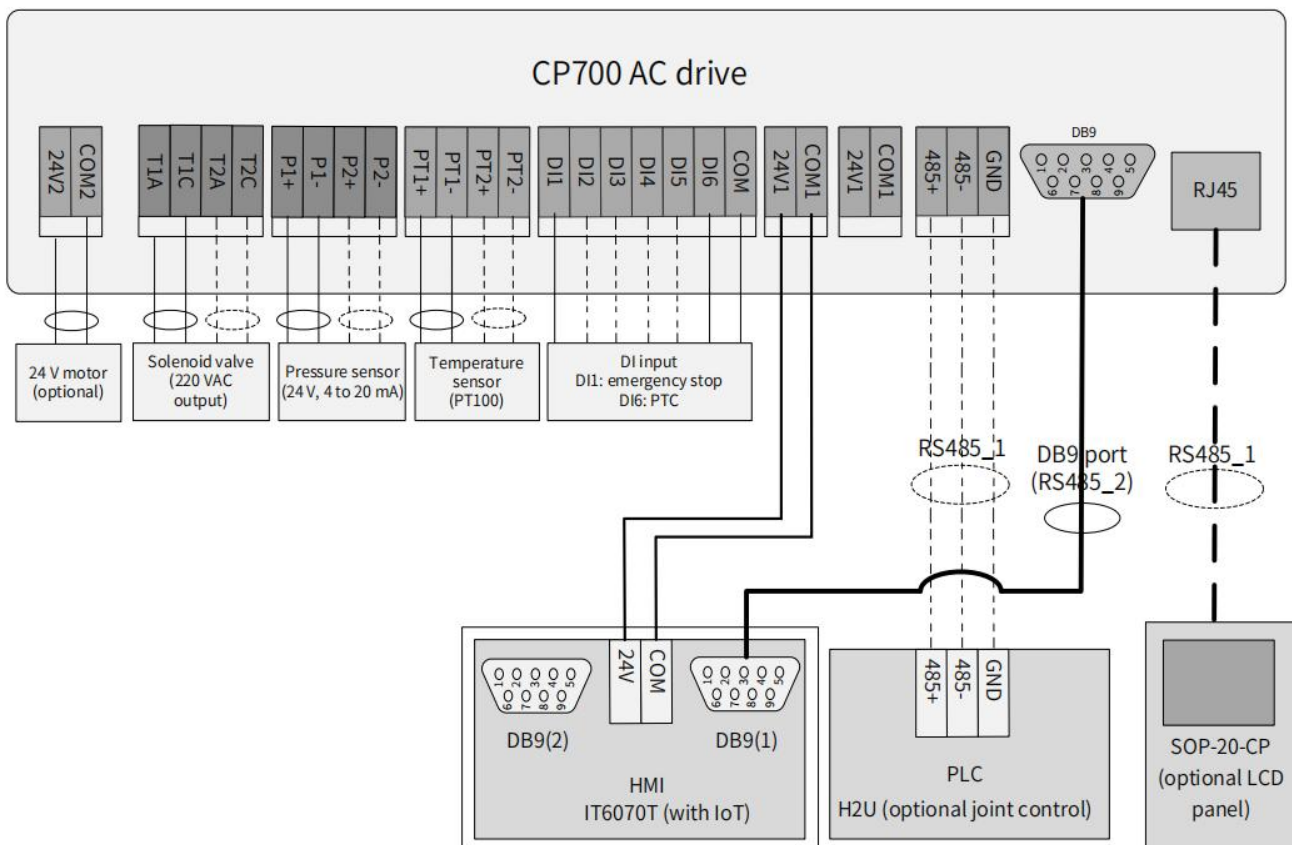 CP700 AC drive
24V2
COM2
T1A
T1C
T2A
T2C
P1+
P1-
P2+
P2-
PT1+
PT1-
PT2+
PT2-
DI1
DI2
DI3
DI4
DI5
DI6
COM
24V1
COM1
24V1
COM1
485+
485-
GND
DB9
1
2
3
4
5
6
7
8
9
RJ45
24 V motor
(optional)
Solenoid valve
(220 VAC
output)
Pressure sensor
(24 V, 4 to 20 mA)
Temperature
sensor
(PT100)
DI input
DI1: emergency stop
DI6: PTC
RS485_1
DB9 port
(RS485_2)
RS485_1
1
2
3
4
5
6
7
8
9
DB9(2)
24V
COM
1
2
3
4
5
6
7
8
9
DB9(1)
HMI
IT6070T (with IoT)
485+
485-
GND
PLC
H2U (optional joint control)
SOP-20-CP
(optional LCD
panel)